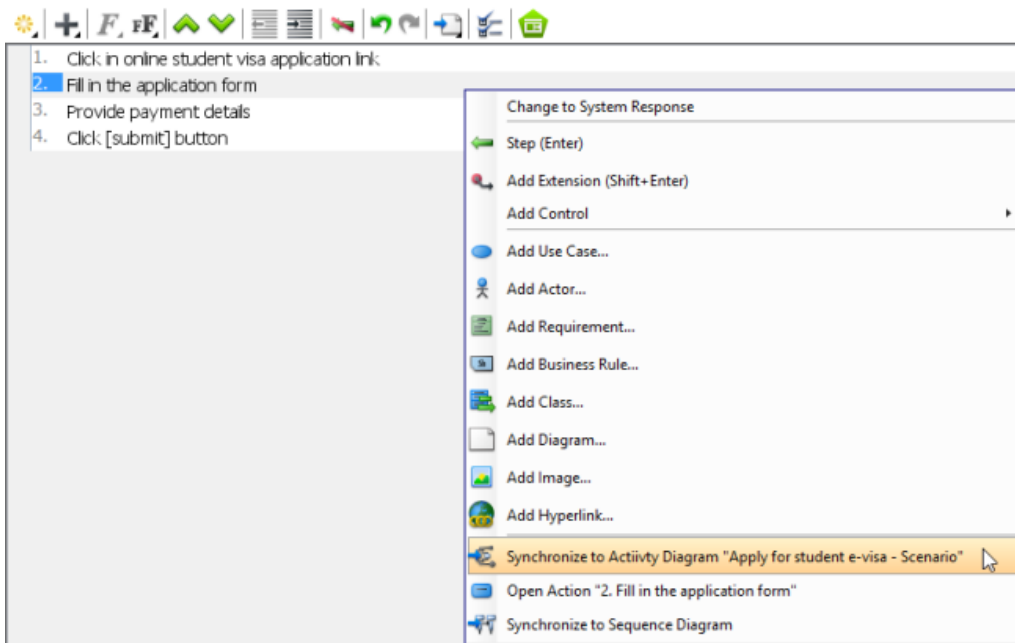 F FF
1. Click in online student visa application link
2. Fill in the application form
3. Provide payment details
4. Click [submit] button
Change to System Response
Step (Enter)
Add Extension (Shift+Enter)
Add Control
Add Use Case...
Add Actor...
Add Requirement...
Add Business Rule...
Add Class...
Add Diagram...
Add Image...
Add Hyperlink...
Synchronize to Actiivty Diagram "Apply for student e-visa - Scenario"
Open Action "2. Fill in the application form"
Synchronize to Sequence Diagram